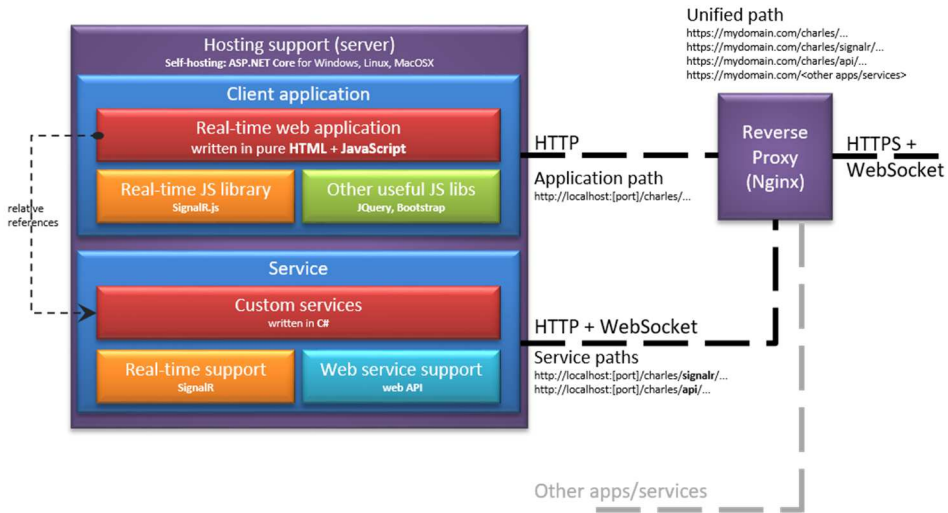 Unified path
https://mydomain.com/charles/...
https://mydomain.com/charles/signalr/...
https://mydomain.com/charles/api/...
https://mydomain.com/<other apps/services>
Hosting support (server)
Self-hosting: ASP.NET Core for Windows, Linux, MacOSX
Client application
Real-time web application
written in pure HTML + JavaScript
Real-time JS library
SignalR.js
Other useful JS libs
JQuery, Bootstrap
relative
references
Service
Custom services
written in C#
Real-time support
SignalR
Web service support
web API
HTTP
Application path
http://localhost:[port]/charles/...
Reverse
Proxy
(Nginx)
HTTPS +
WebSocket
HTTP + WebSocket
Service paths
http://localhost:[port]/charles/signalr/...
http://localhost:[port]/charles/api/...
Other apps/services